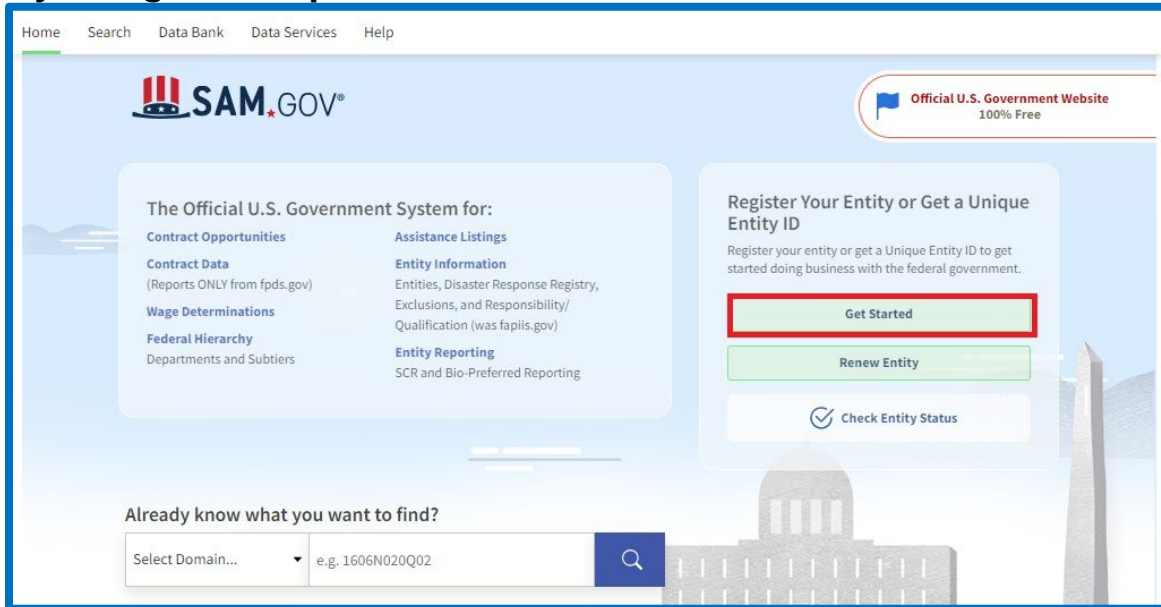 Home Search Data Bank Data Services Help
SAM.GOV®
Official U.S. Government Website
100% Free
The Official U.S. Government System for:
Contract Opportunities
Contract Data
(Reports ONLY from fpds.gov)
Wage Determinations
Federal Hierarchy
Departments and Subtiers
Assistance Listings
Entity Information
Entities, Disaster Response Registry,
Exclusions, and Responsibility/
Qualification (was fapiis.gov)
Entity Reporting
SCR and Bio-Preferred Reporting
Register Your Entity or Get a Unique
Entity ID
Register your entity or get a Unique Entity ID to get
started doing business with the federal government.
Get Started
Renew Entity
Check Entity Status
Already know what you want to find?
Select Domain... e.g. 1606N020Q02